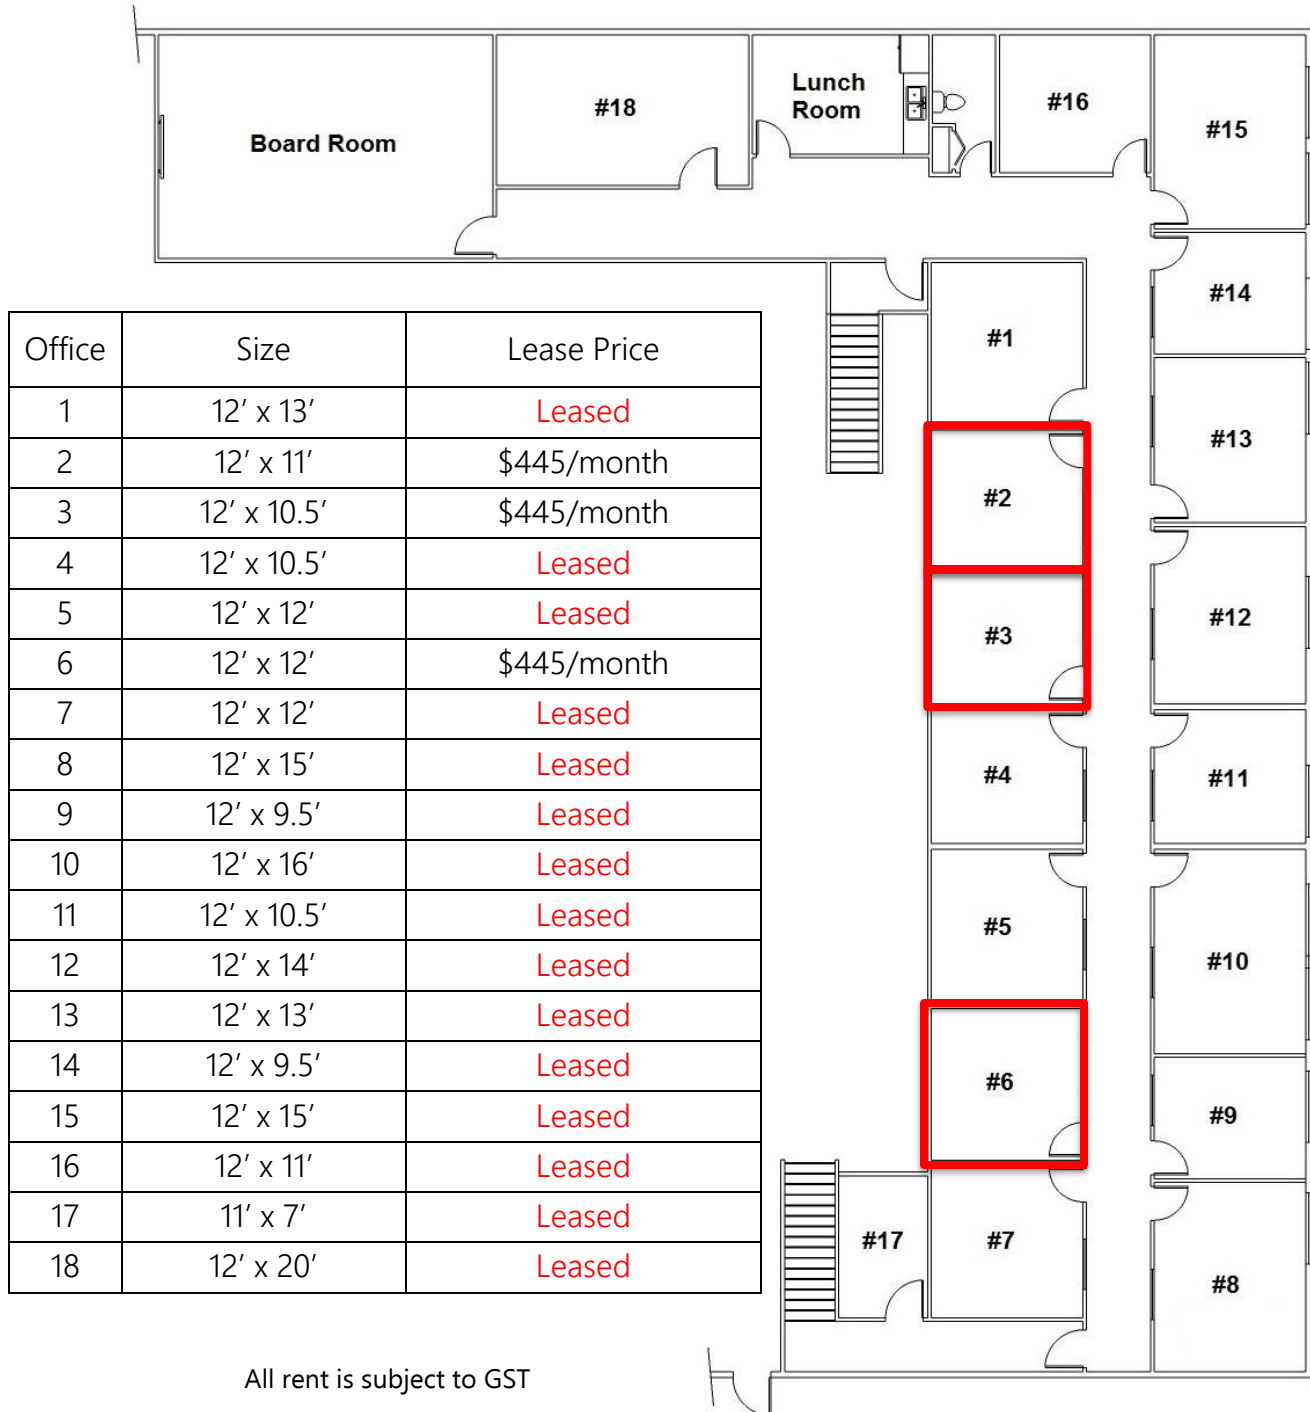 Board Room
#18
Lunch
Room
#16
#15
#14
#1
#13
#2
#12
#3
#11
#4
#5
#10
#6
#9
#17
#7
#8
Office Size Lease Price
1 12′ x 13′ Leased
2 12′ x 11′ $445/month
3 12′ x 10.5′ $445/month
4 12′ x 10.5′ Leased
5 12′ x 12′ Leased
6 12′ x 12′ $445/month
7 12′ x 12′ Leased
8 12′ x 15′ Leased
9 12′ x 9.5′ Leased
10 12′ x 16′ Leased
11 12′ x 10.5′ Leased
12 12′ x 14′ Leased
13 12′ x 13′ Leased
14 12′ x 9.5′ Leased
15 12′ x 15′ Leased
16 12′ x 11′ Leased
17 11′ x 7′ Leased
18 12′ x 20′ Leased
All rent is subject to GST